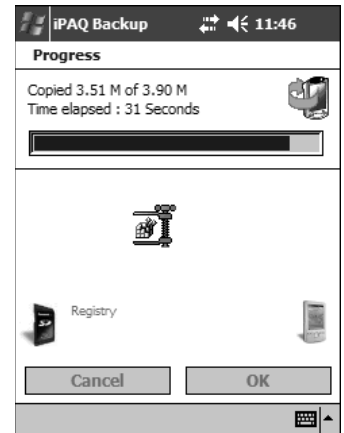 iPAQ Backup 11:46
Progress
Copied 3.51 M of 3.90 M
Time elapsed : 31 Seconds
Registry
Cancel OK